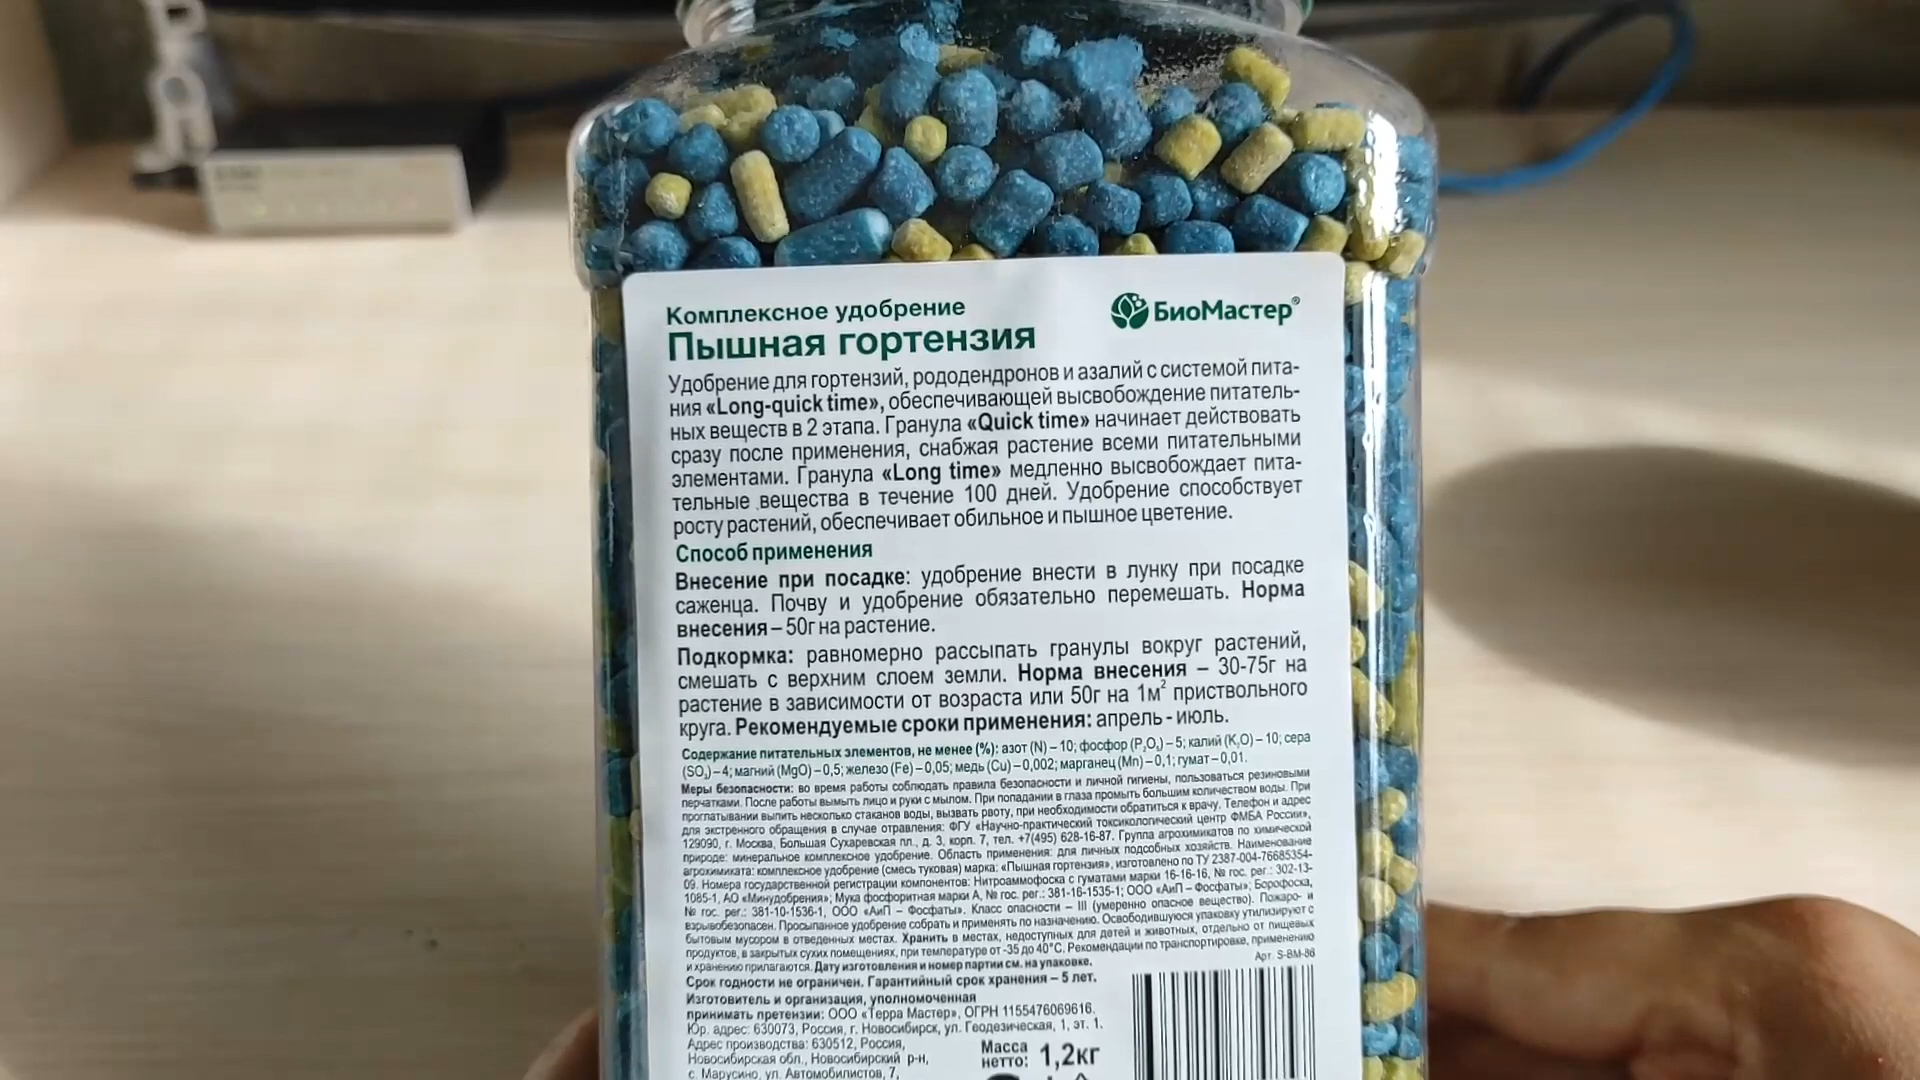 Комплексное удобрение
Пышная гортензия
БиоМастер®
Удобрение для гортензий, рододендронов и азалий с системой пита-
ния «Long-quick time», обеспечивающей высвобождение питатель-
ных веществ в 2 этапа. Гранула «Quick time» начинает действовать
сразу после применения, снабжая растение всеми питательными
элементами. Гранула «Long time» медленно высвобождает пита-
тельные вещества в течение 100 дней. Удобрение способствует
росту растений, обеспечивает обильное и пышное цветение.
Способ применения
Внесение при посадке: удобрение внести в лунку при посадке
саженца. Почву и удобрение обязательно перемешать. Норма
внесения – 50г на растение.
Подкормка: равномерно рассыпать гранулы вокруг растений,
смешать с верхним слоем земли. Норма внесения – 30-75г на
растение в зависимости от возраста или 50г на 1м² приствольного
круга. Рекомендуемые сроки применения: апрель - июль.
Содержание питательных элементов, не менее (%): азот (N) – 10; фосфор (P₂O₅) – 5; калий (K₂O) – 10; сера
(SO₃) – 4; магний (MgO) – 0,5; железо (Fe) – 0,05; медь (Cu) – 0,002; марганец (Mn) – 0,1; гумат – 0,01.
Меры безопасности: во время работы соблюдать правила безопасности и личной гигиены, пользоваться резиновыми
перчатками. После работы вымыть лицо и руки с мылом. При попадании в глаза промыть большим количеством воды. При
проглатывании выпить несколько стаканов воды, вызвать рвоту, при необходимости обратиться к врачу. Телефон и адрес
для экстренного обращения в случае отравления: ФГУ «Научно-практический токсикологический центр ФМБА России»,
129090, г. Москва, Большая Сухаревская пл., д. 3, корп. 7, тел. +7(495) 628-16-87. Группа агрохимикатов по химической
природе: минеральное комплексное удобрение. Область применения: для личных подсобных хозяйств. Наименование
агрохимиката: комплексное удобрение (смесь туковая) марка: «Пышная гортензия», изготовлено по ТУ 2387-004-76685354-
09. Номера государственной регистрации компонентов: Нитроаммофоска с гуматами марки 16-16-16, № гос. рег.: 302-13-
1085-1, АО «Минудобрения»; Мука фосфоритная марки А, № гос. рег.: 381-16-1535-1; ООО «АиП – Фосфаты»; Борофоска,
№ гос. рег.: 381-10-1536-1, ООО «АиП – Фосфаты». Класс опасности – III (умеренно опасное вещество). Пожаро- и
взрывобезопасен. Просыпанное удобрение собрать и применять по назначению. Освободившуюся упаковку утилизируют с
бытовым мусором в отведенных местах. Хранить в местах, недоступных для детей и животных, отдельно от пищевых
продуктов, в закрытых сухих помещениях, при температуре от -35 до 40°С. Рекомендации по транспортировке, применению
и хранению прилагаются. Дату изготовления и номер партии см. на упаковке.
Арт. S-BM-86
Срок годности не ограничен. Гарантийный срок хранения – 5 лет.
Изготовитель и организация, уполномоченная
принимать претензии: ООО «Терра Мастер», ОГРН 1155476069616.
Юр. адрес: 630073, Россия, г. Новосибирск, ул. Геодезическая, 1, эт. 1.
Адрес производства: 630512, Россия,
Новосибирская обл., Новосибирский р-н,
с. Марусино, ул. Автомобилистов, 7,
Масса
нетто: 1,2кг